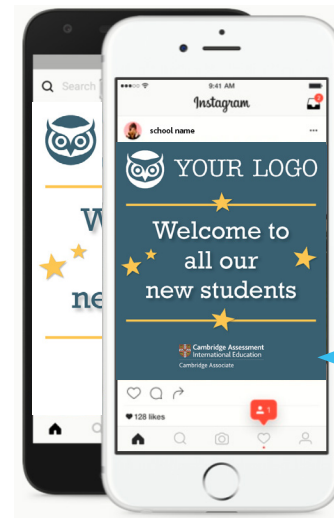 Search
W
ne
9:41 AM
Instagram
school name
YOUR LOGO
Welcome to
all our
new students
Cambridge Assessment
International Education
Cambridge Associate
128 likes
1